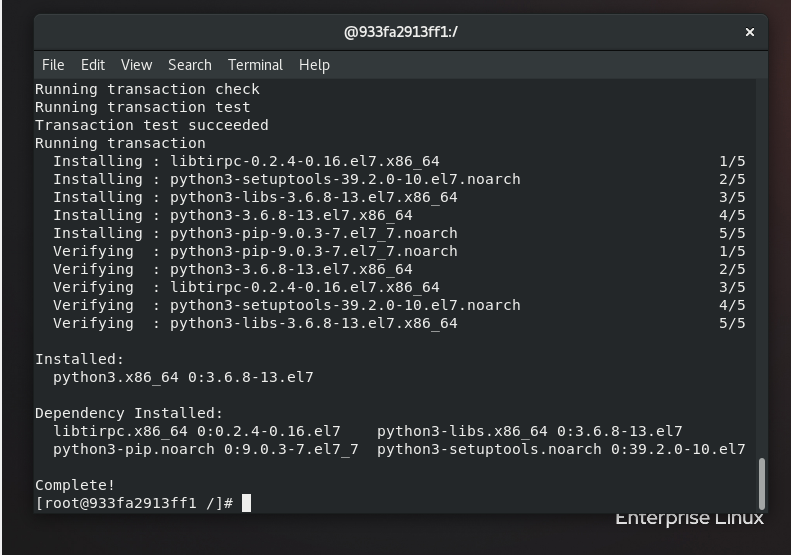 @933fa2913ff1:/
File Edit View Search Terminal Help
Running transaction check
Running transaction test
Transaction test succeeded
Running transaction
  Installing : libtirpc-0.2.4-0.16.el7.x86_64 1/5
  Installing : python3-setuptools-39.2.0-10.el7.noarch 2/5
  Installing : python3-libs-3.6.8-13.el7.x86_64 3/5
  Installing : python3-3.6.8-13.el7.x86_64 4/5
  Installing : python3-pip-9.0.3-7.el7_7.noarch 5/5
  Verifying  : python3-pip-9.0.3-7.el7_7.noarch 1/5
  Verifying  : python3-3.6.8-13.el7.x86_64 2/5
  Verifying  : libtirpc-0.2.4-0.16.el7.x86_64 3/5
  Verifying  : python3-setuptools-39.2.0-10.el7.noarch 4/5
  Verifying  : python3-libs-3.6.8-13.el7.x86_64 5/5
Installed:
  python3.x86_64 0:3.6.8-13.el7
Dependency Installed:
  libtirpc.x86_64 0:0.2.4-0.16.el7    python3-libs.x86_64 0:3.6.8-13.el7
  python3-pip.noarch 0:9.0.3-7.el7_7  python3-setuptools.noarch 0:39.2.0-10.el7
Complete!
[root@933fa2913ff1 /]#
Enterprise Linux